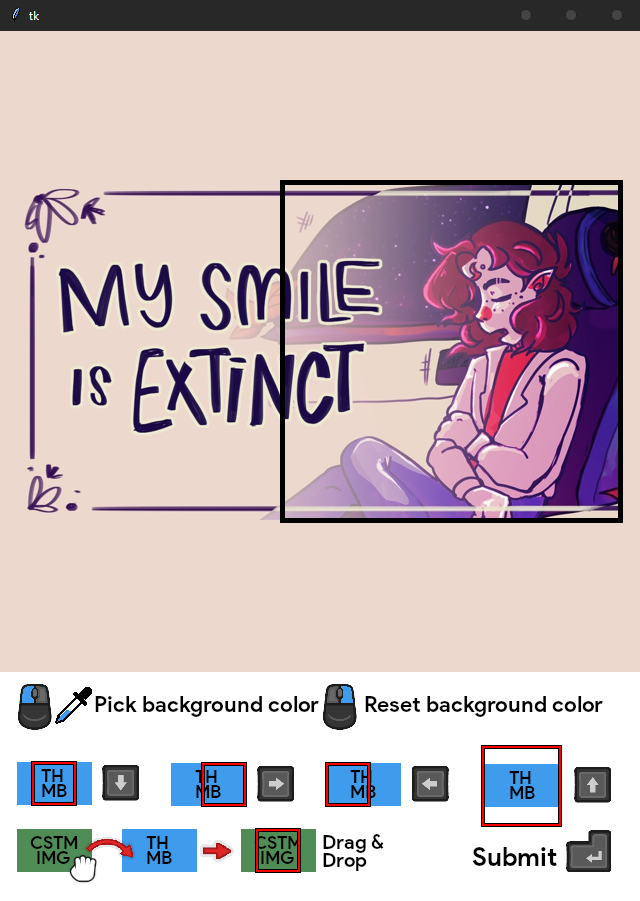 tk
MY SMILE
IS EXTINCT
Pick background color
Reset background color
TH
MB
TH
MB
TH
MB
TH
MB
CSTM
IMG
TH
MB
CSTM
IMG
Drag &
Drop
Submit